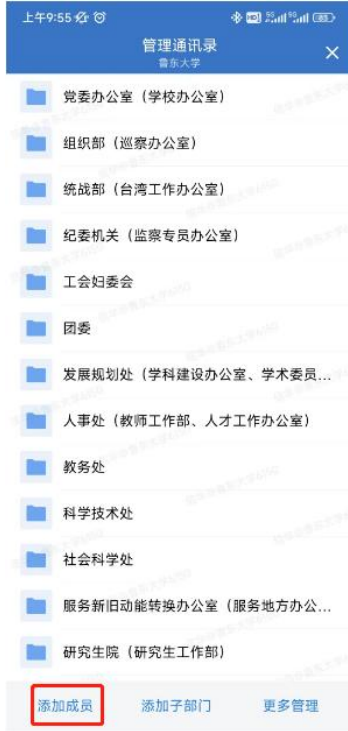 上午9:55
管理通讯录
鲁东大学
党委办公室（学校办公室）
组织部（巡察办公室）
统战部（台湾工作办公室）
纪委机关（监察专员办公室）
工会妇委会
团委
发展规划处（学科建设办公室、学术委员...
人事处（教师工作部、人才工作办公室）
教务处
科学技术处
社会科学处
服务新旧动能转换办公室（服务地方办公...
研究生院（研究生工作部）
添加成员 添加子部门 更多管理